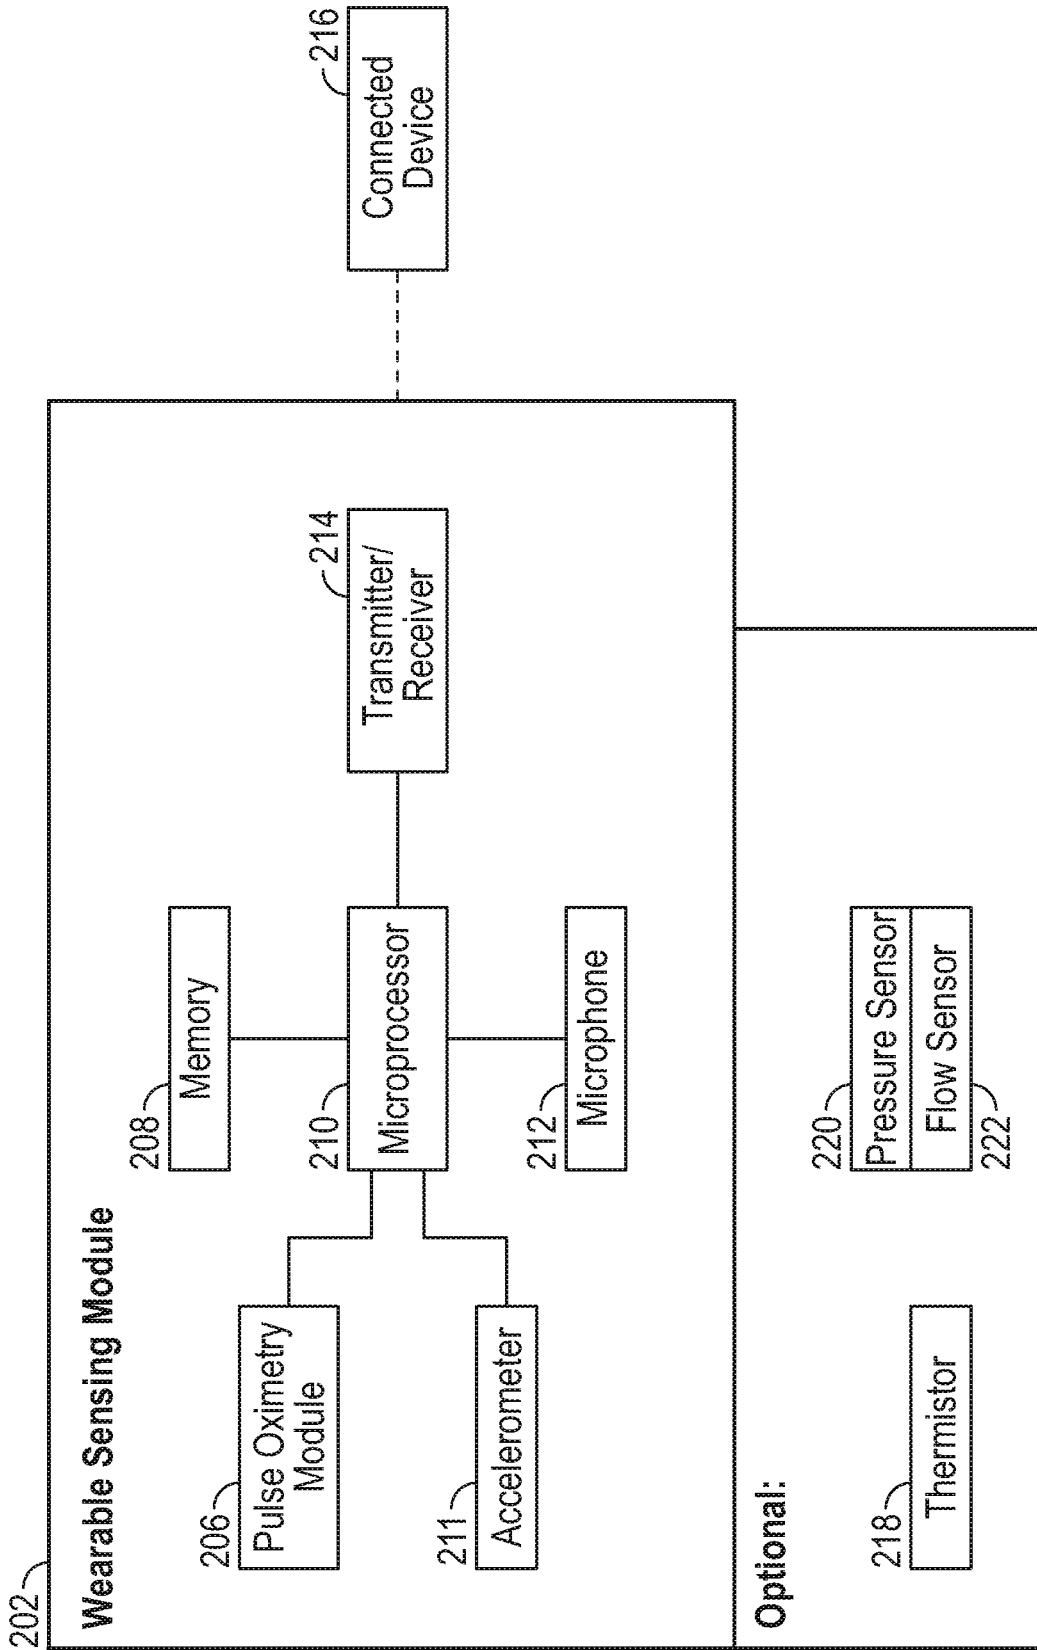 202
Wearable Sensing Module
208
Memory
206
Pulse Oximetry
Module
210
Microprocessor
214
Transmitter/
Receiver
216
Connected
Device
211
Accelerometer
212
Microphone
Optional:
218
Thermistor
220
Pressure Sensor
Flow Sensor
222